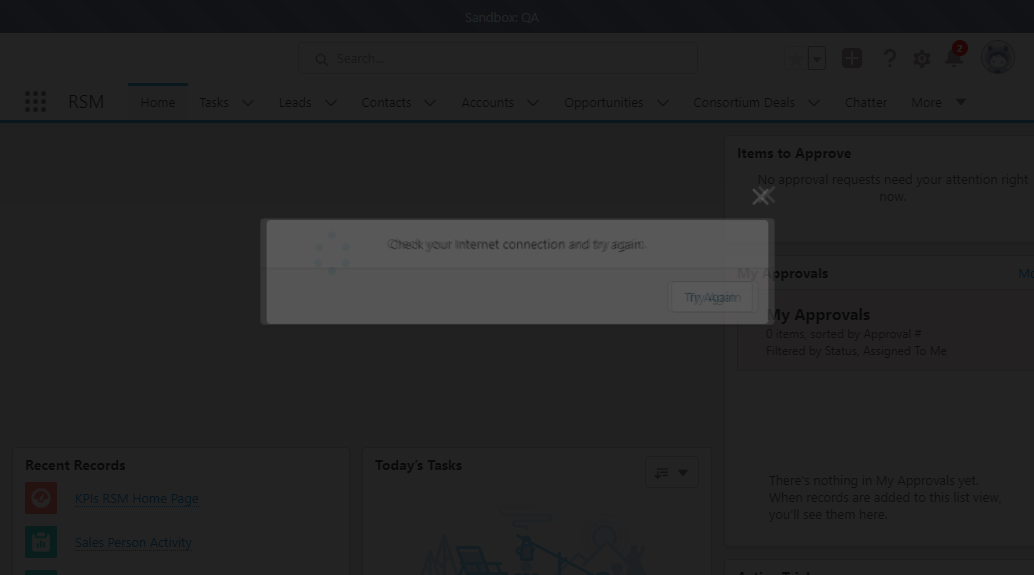 Sandbox: QA
Search...
2
RSM
Home
Tasks
Leads
Contacts
Accounts
Opportunities
Consortium Deals
Chatter
More
Items to Approve
No approval requests need your attention right
now.
Check your Internet connection and try again.
Try Again
My Approvals
Mo
My Approvals
0 items, sorted by Approval #
Filtered by Status, Assigned To Me
There's nothing in My Approvals yet.
When records are added to this list view,
you'll see them here.
Recent Records
KPIs RSM Home Page
Sales Person Activity
Today's Tasks